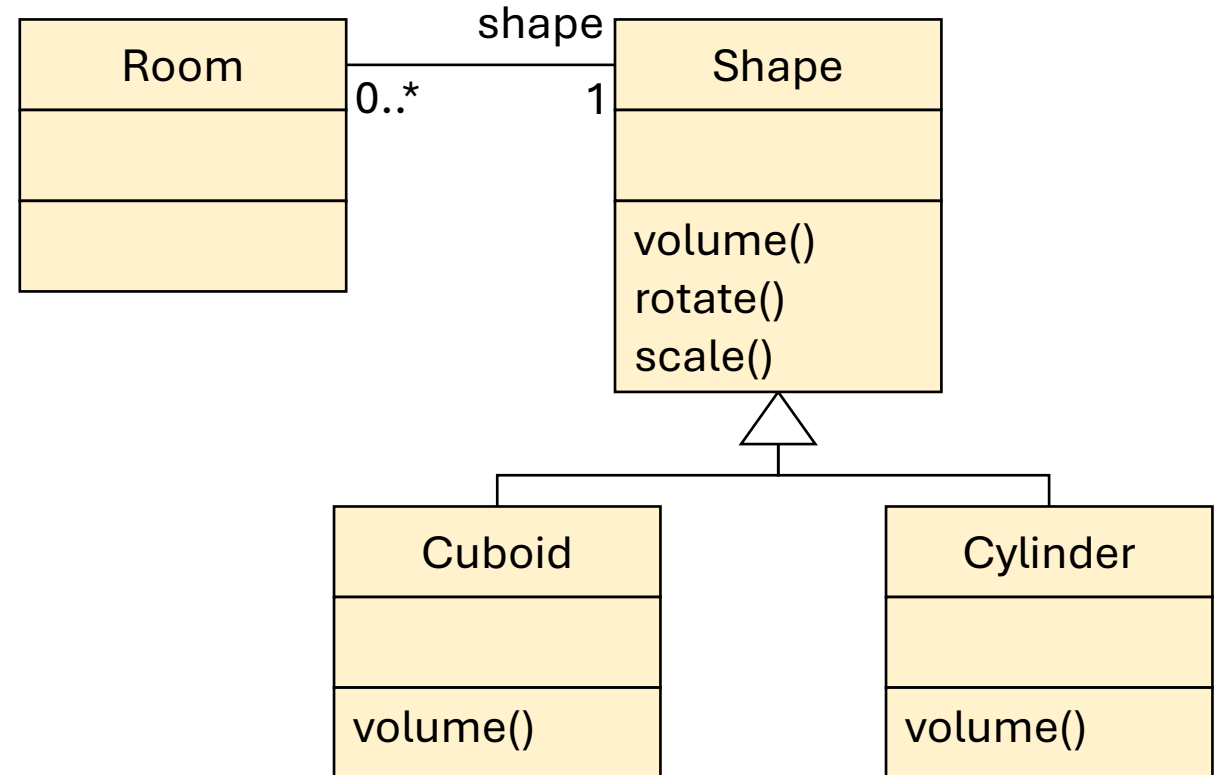 shape
Room
Shape
0..*
1
volume()
rotate()
scale()
Cuboid
Cylinder
volume()
volume()